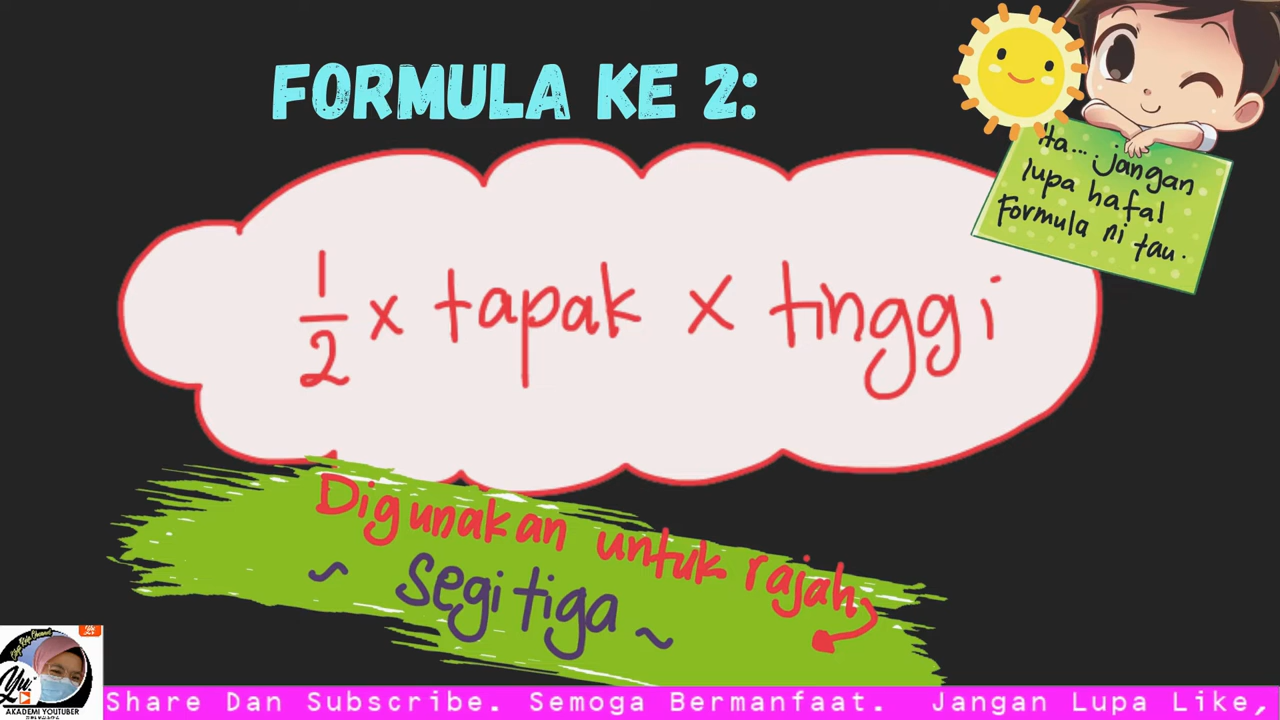 FORMULA KE 2:
Ha... jangan
lupa hafal
Formula ni tau.
1/2 x tapak x tinggi
Digunakan untuk rajah
~ segitiga ~
AKADEMI YOUTUBER
Share Dan Subscribe. Semoga Bermanfaat. Jangan Lupa Like,